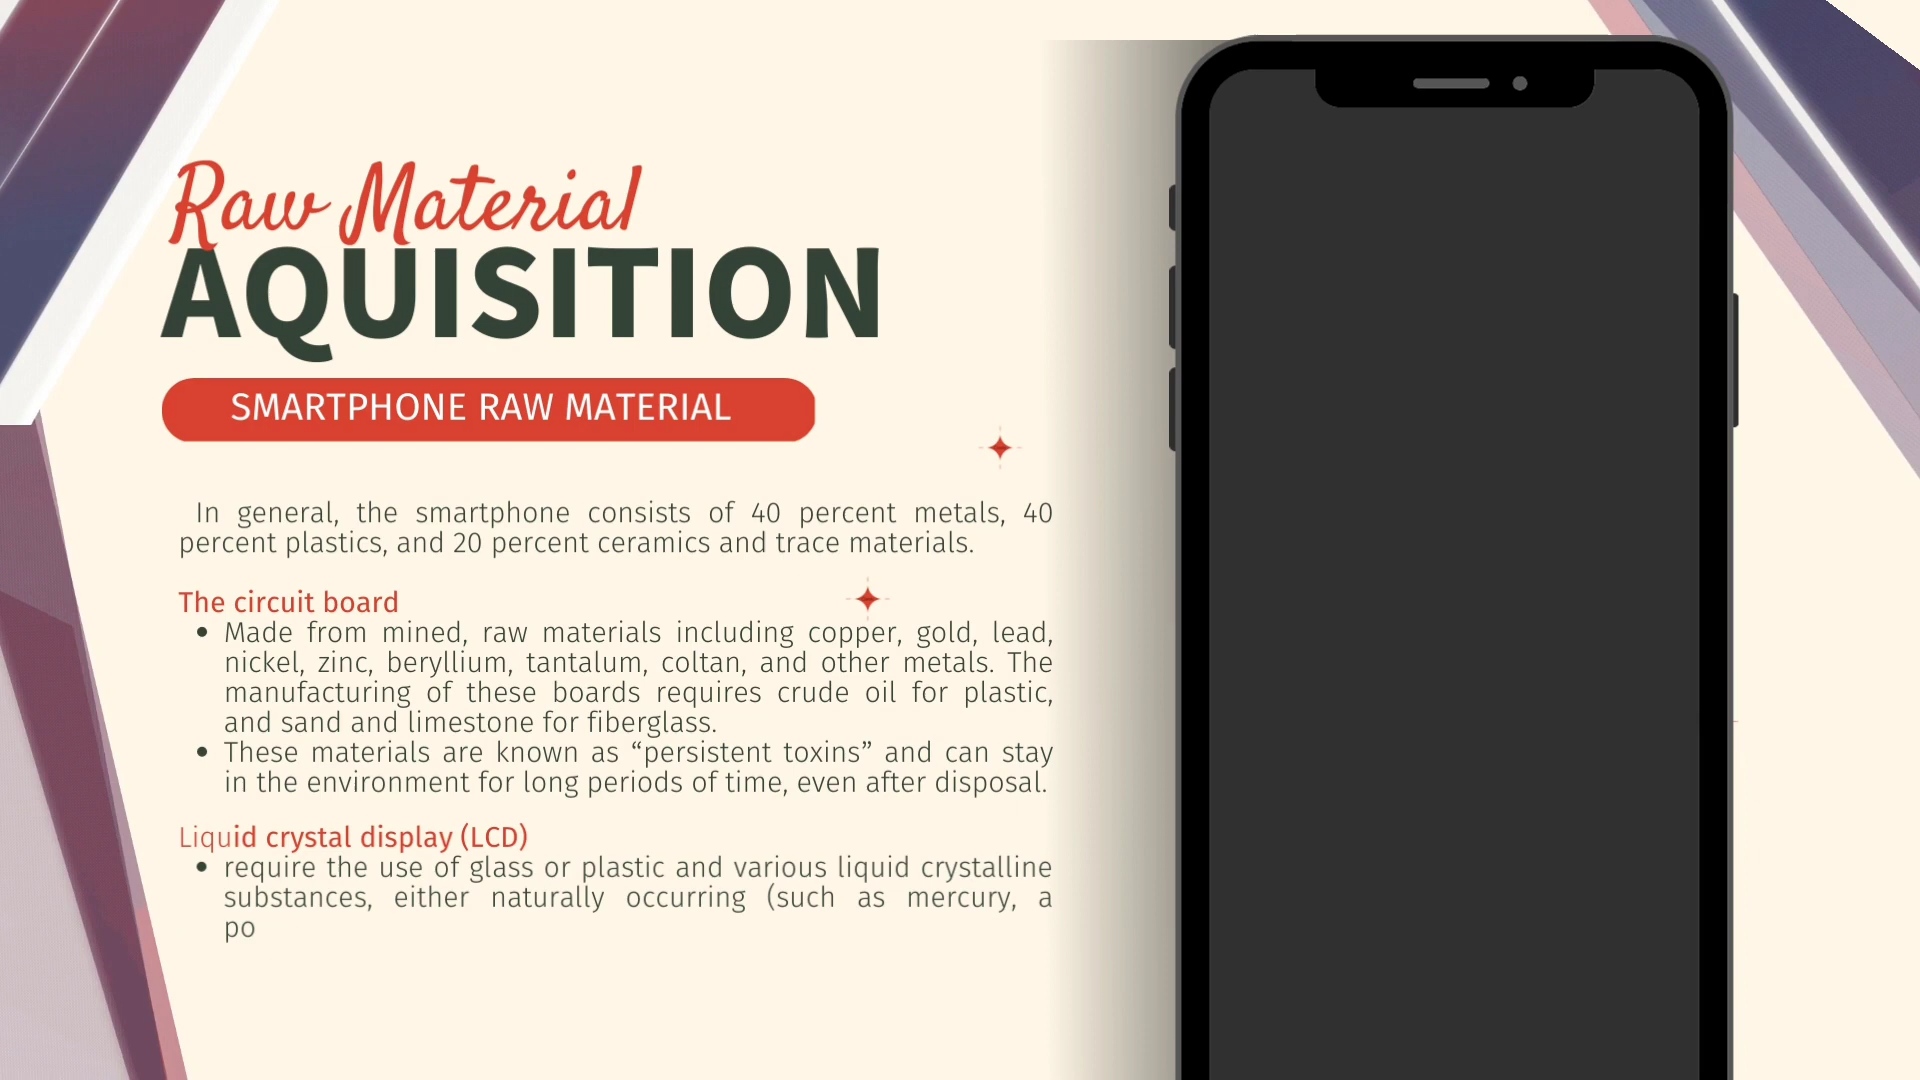 Raw Material
AQUISITION
SMARTPHONE RAW MATERIAL
In general, the smartphone consists of 40 percent metals, 40
percent plastics, and 20 percent ceramics and trace materials.
The circuit board
• Made from mined, raw materials including copper, gold, lead,
nickel, zinc, beryllium, tantalum, coltan, and other metals. The
manufacturing of these boards requires crude oil for plastic,
and sand and limestone for fiberglass.
• These materials are known as “persistent toxins” and can stay
in the environment for long periods of time, even after disposal.
Liquid crystal display (LCD)
• require the use of glass or plastic and various liquid crystalline
substances, either naturally occurring (such as mercury, a
po